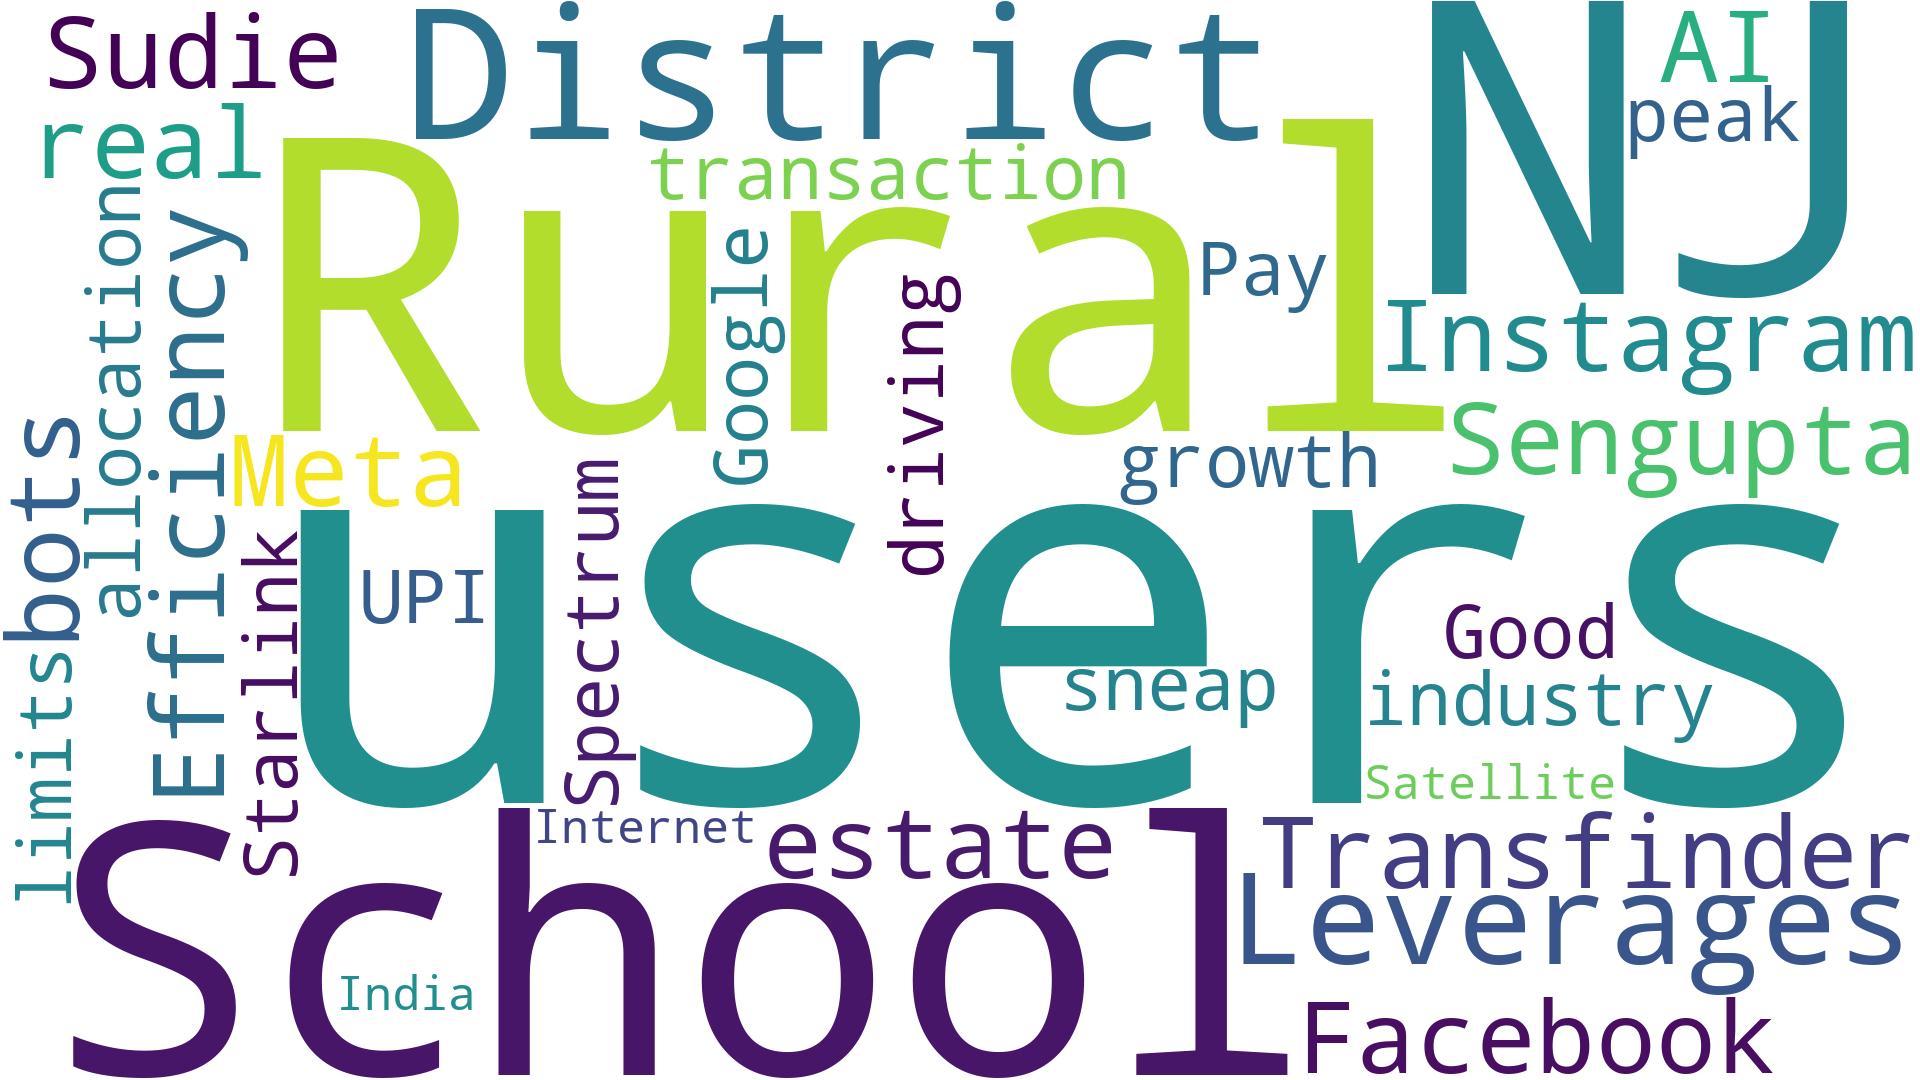 Sudie
District
NJ
AI
peak
real
transaction
Rural
allocation
Efficiency
Google
driving
Pay
Instagram
Sengupta
growth
Meta
bots
Starlink
UPI
Spectrum
users
Good
sneap
industry
limits
Satellite
Internet
estate
Transfinder
School
Leverages
India
Facebook